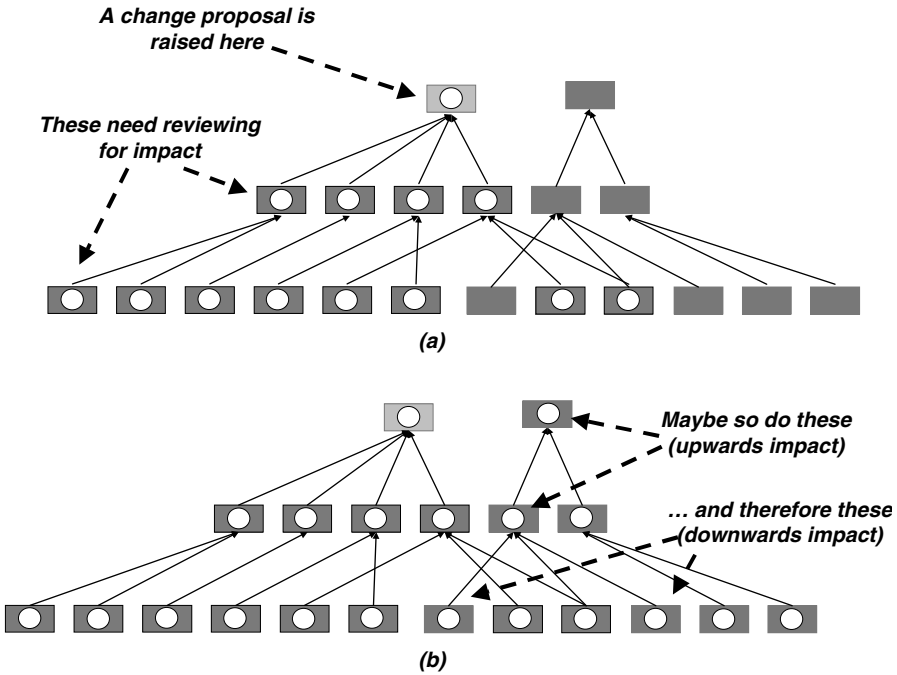 A change proposal is
raised here
These need reviewing
for impact
(a)
Maybe so do these
(upwards impact)
… and therefore these
(downwards impact)
(b)